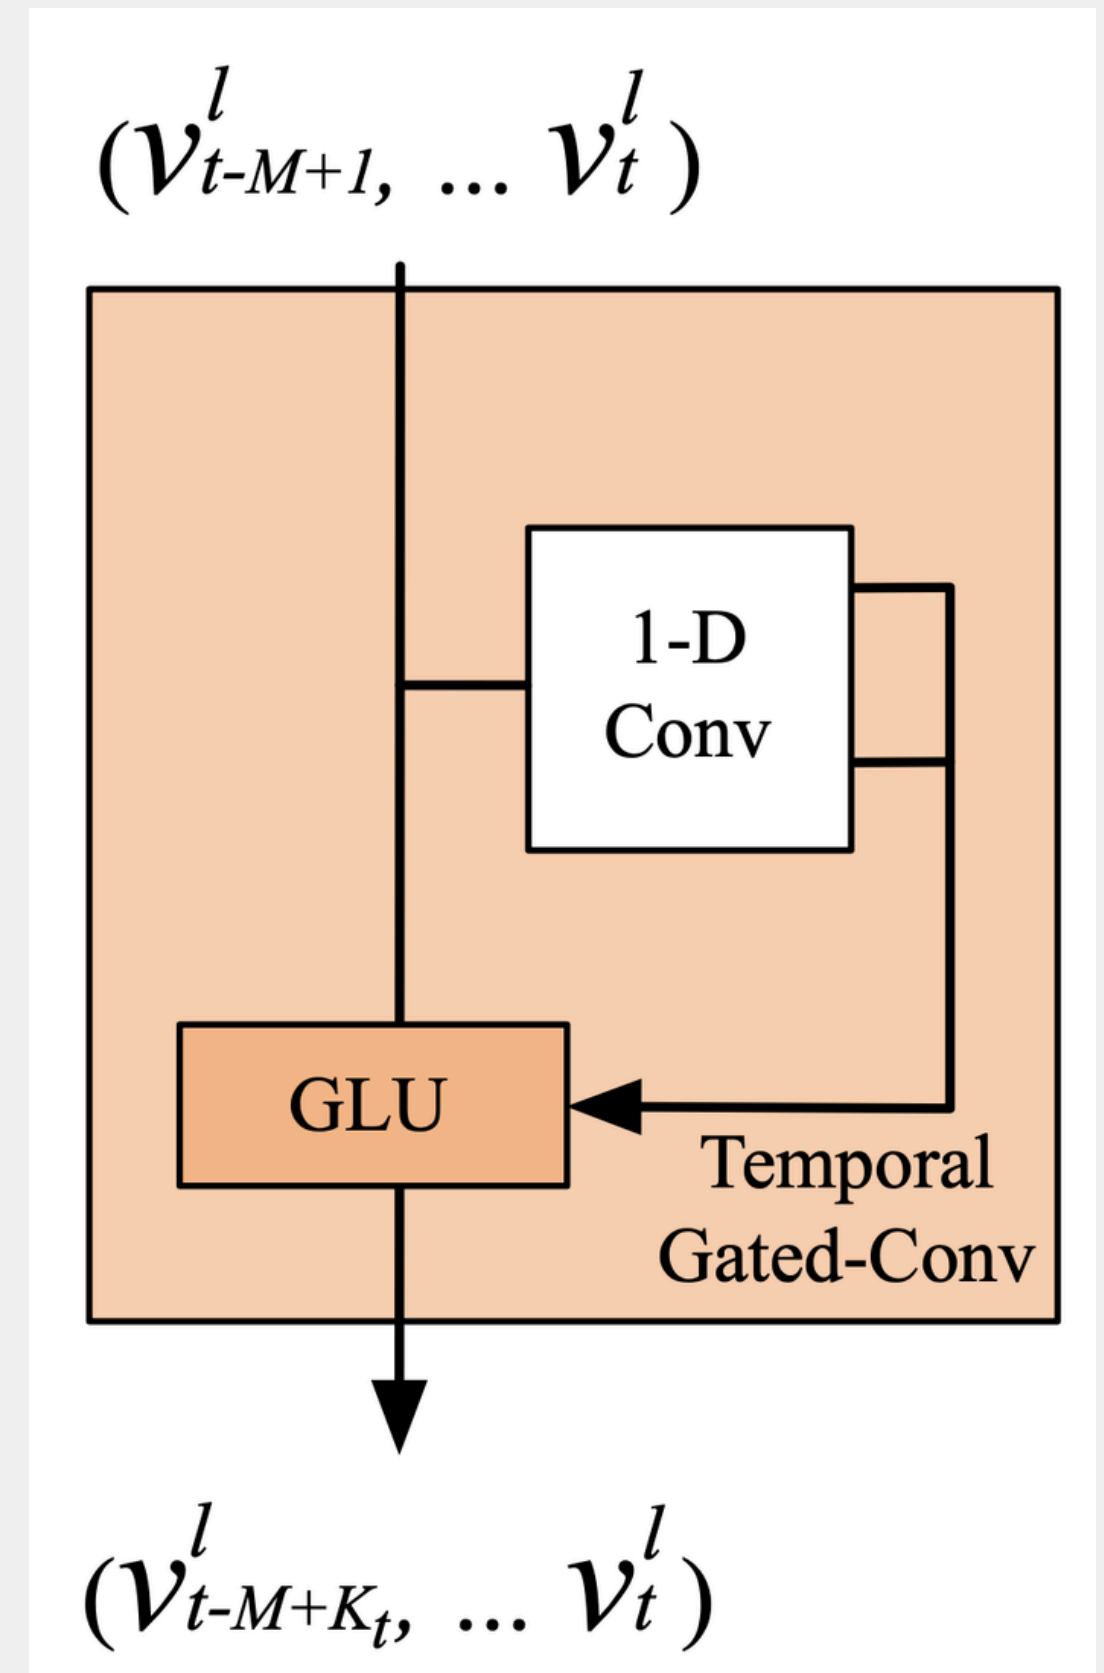 (v^l_{t-M+1}, ... v^l_t)
1-D
Conv
GLU
Temporal
Gated-Conv
(v^l_{t-M+K_t}, ... v^l_t)